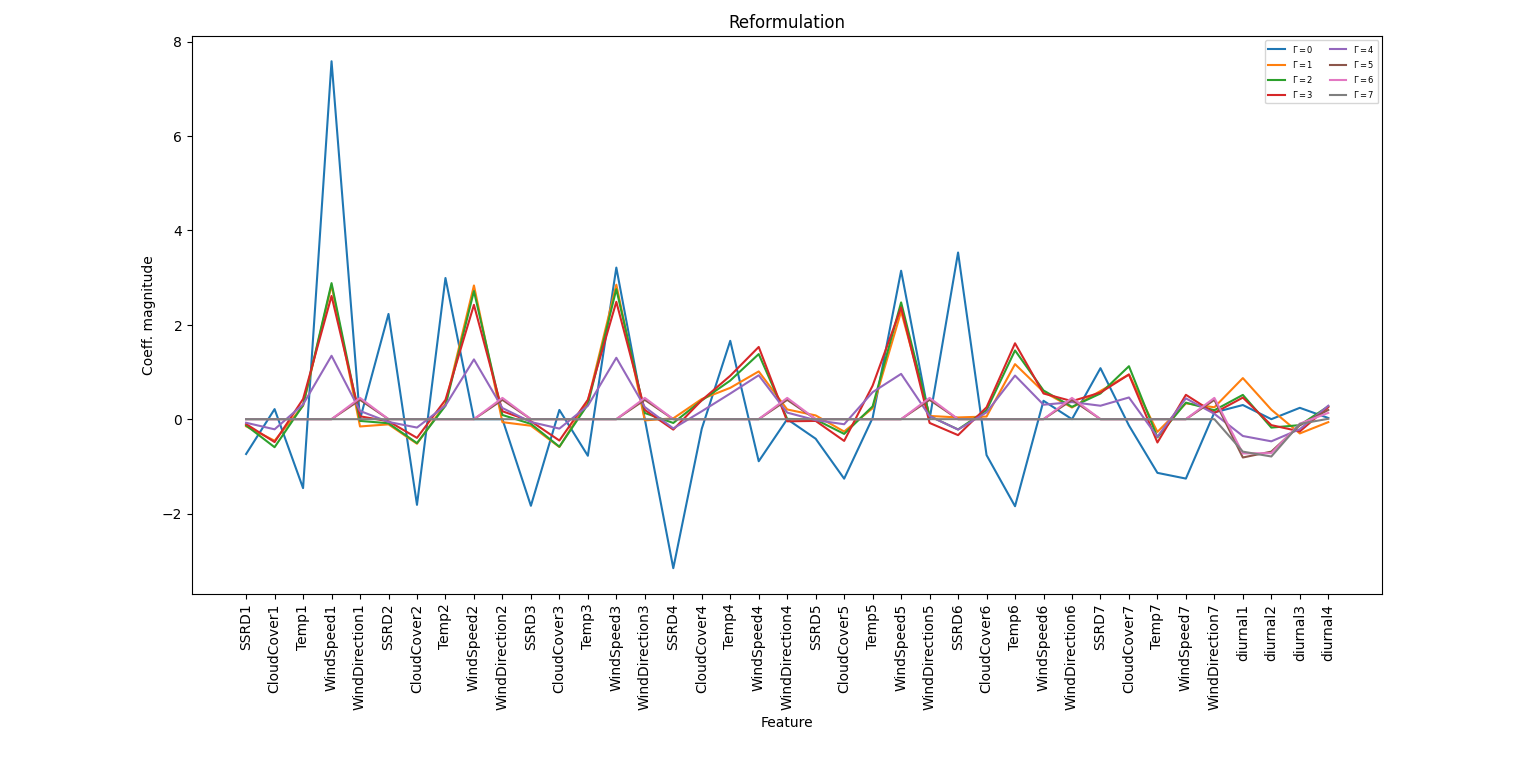 Reformulation
Γ = 0
Γ = 1
Γ = 2
Γ = 3
Γ = 4
Γ = 5
Γ = 6
Γ = 7
8
6
4
2
0
−2
Coeff. magnitude
SSRD1
CloudCover1
Temp1
WindSpeed1
WindDirection1
SSRD2
CloudCover2
Temp2
WindSpeed2
WindDirection2
SSRD3
CloudCover3
Temp3
WindSpeed3
WindDirection3
SSRD4
CloudCover4
Temp4
WindSpeed4
WindDirection4
SSRD5
CloudCover5
Temp5
WindSpeed5
WindDirection5
SSRD6
CloudCover6
Temp6
WindSpeed6
WindDirection6
SSRD7
CloudCover7
Temp7
WindSpeed7
WindDirection7
diurnal1
diurnal2
diurnal3
diurnal4
Feature